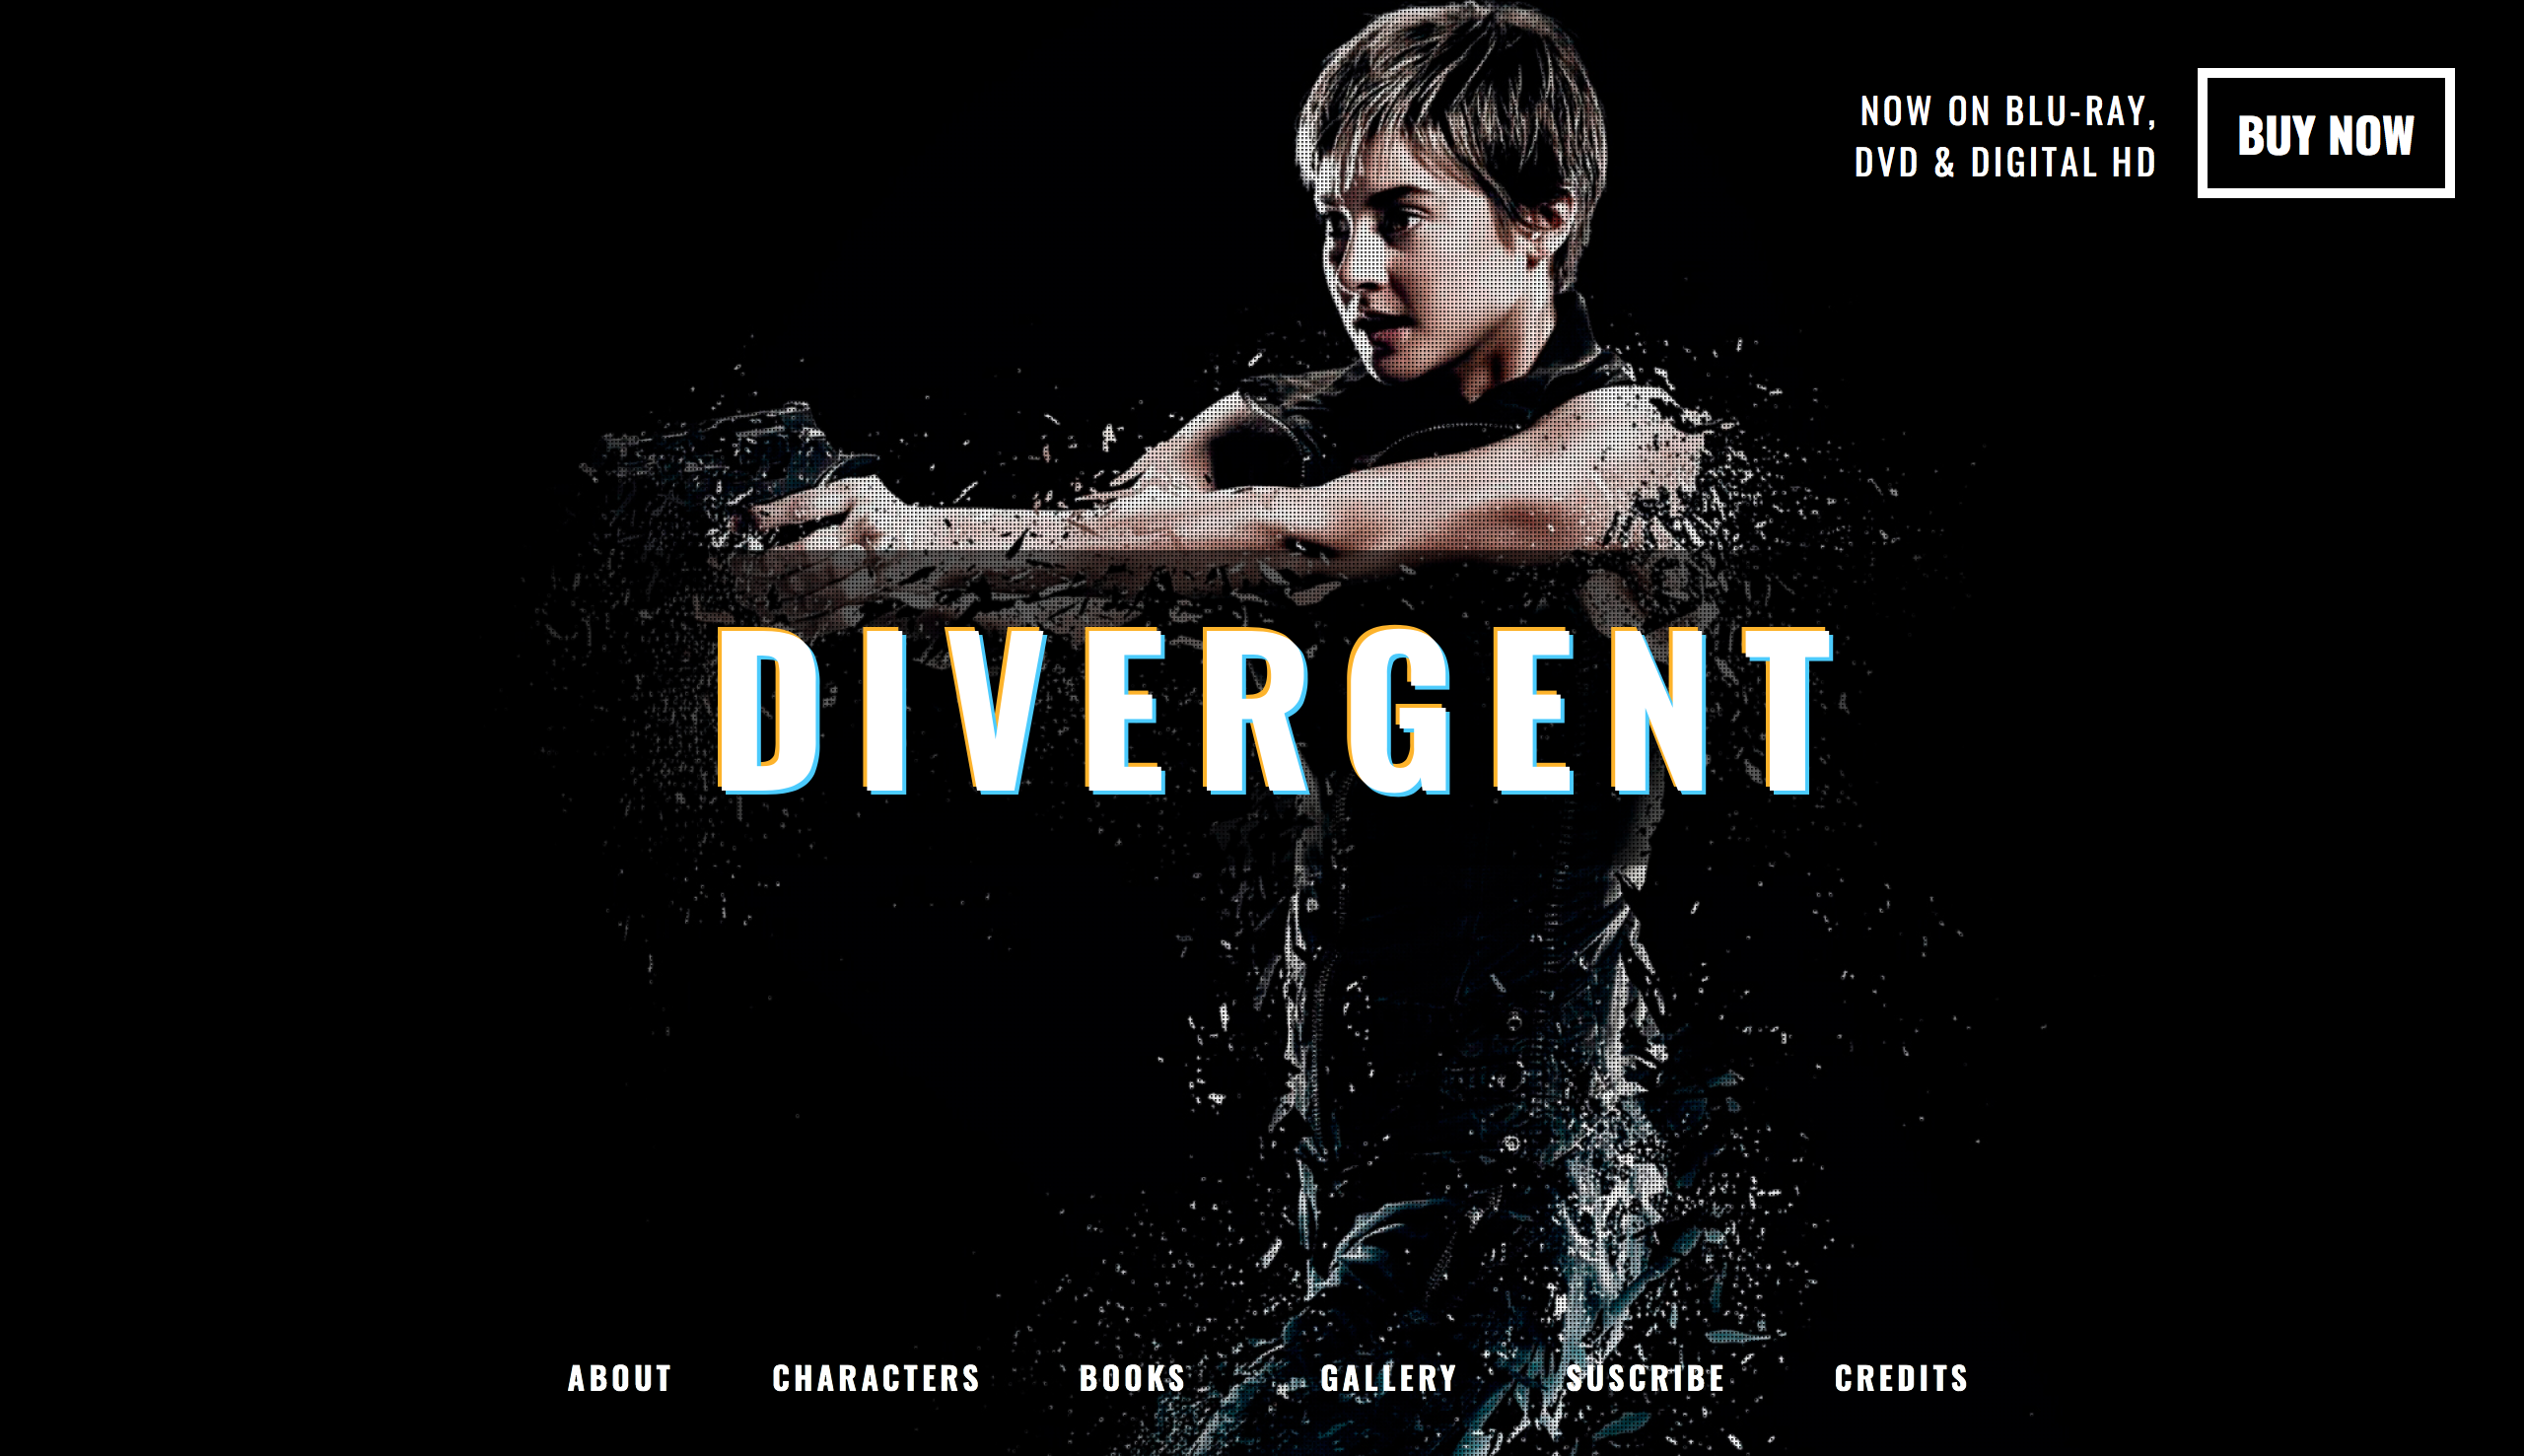 NOW ON BLU-RAY,
DVD & DIGITAL HD
BUY NOW
DIVERGENT
ABOUT CHARACTERS BOOKS GALLERY SUSCRIBE CREDITS